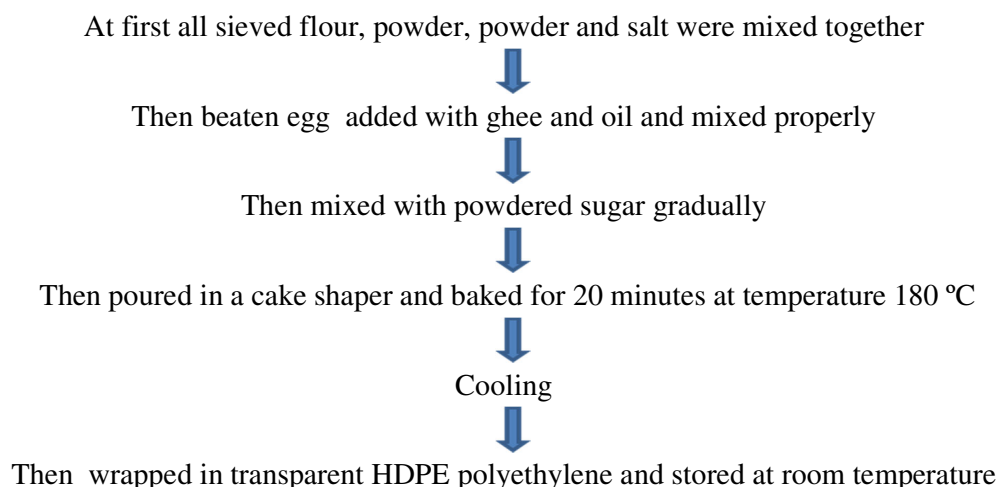 At first all sieved flour, powder, powder and salt were mixed together
Then beaten egg added with ghee and oil and mixed properly
Then mixed with powdered sugar gradually
Then poured in a cake shaper and baked for 20 minutes at temperature 180 ºC
Cooling
Then wrapped in transparent HDPE polyethylene and stored at room temperature